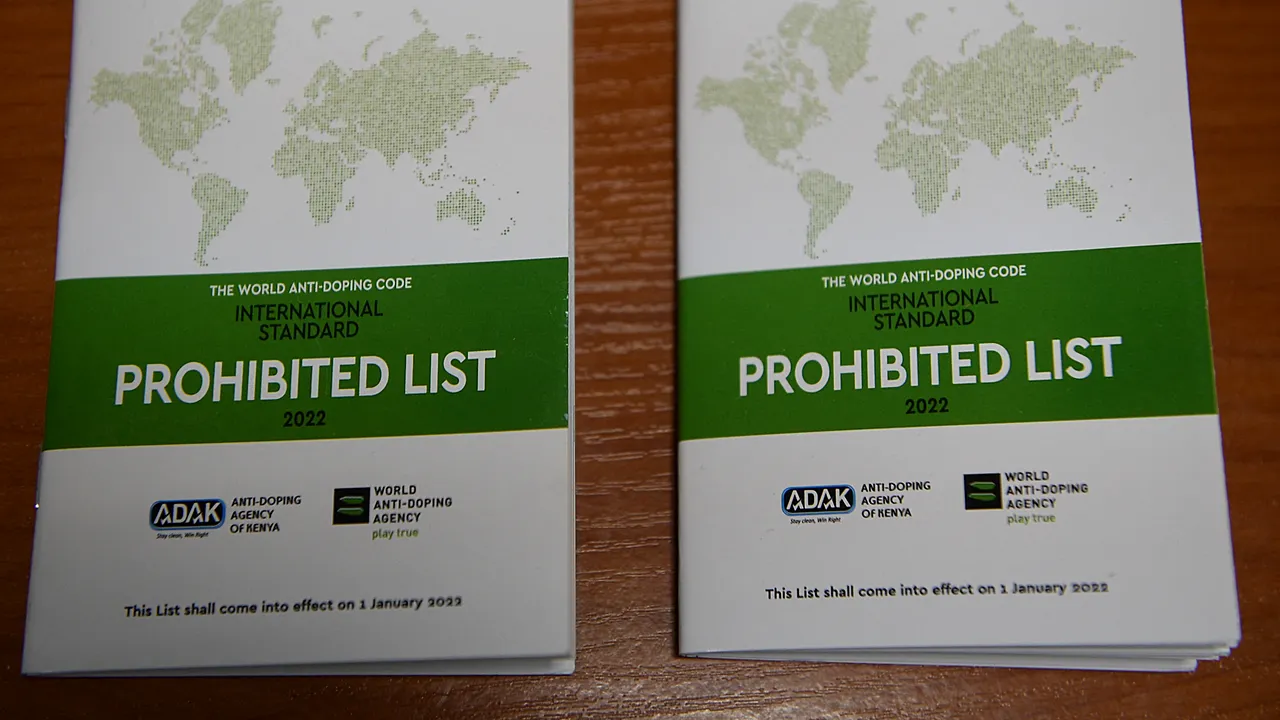 THE WORLD ANTI-DOPING CODE
INTERNATIONAL
STANDARD
PROHIBITED LIST
2022
ADAK
Stay clean, Win Right
ANTI-DOPING
AGENCY
OF KENYA
WORLD
ANTI-DOPING
AGENCY
play true
This List shall come into effect on 1 January 2022
THE WORLD ANTI-DOPING CODE
INTERNATIONAL
STANDARD
PROHIBITED LIST
2022
ADAK
Stay clean, Win Right
ANTI-DOPING
AGENCY
OF KENYA
WORLD
ANTI-DOPING
AGENCY
play true
This List shall come into effect on 1 January 2022